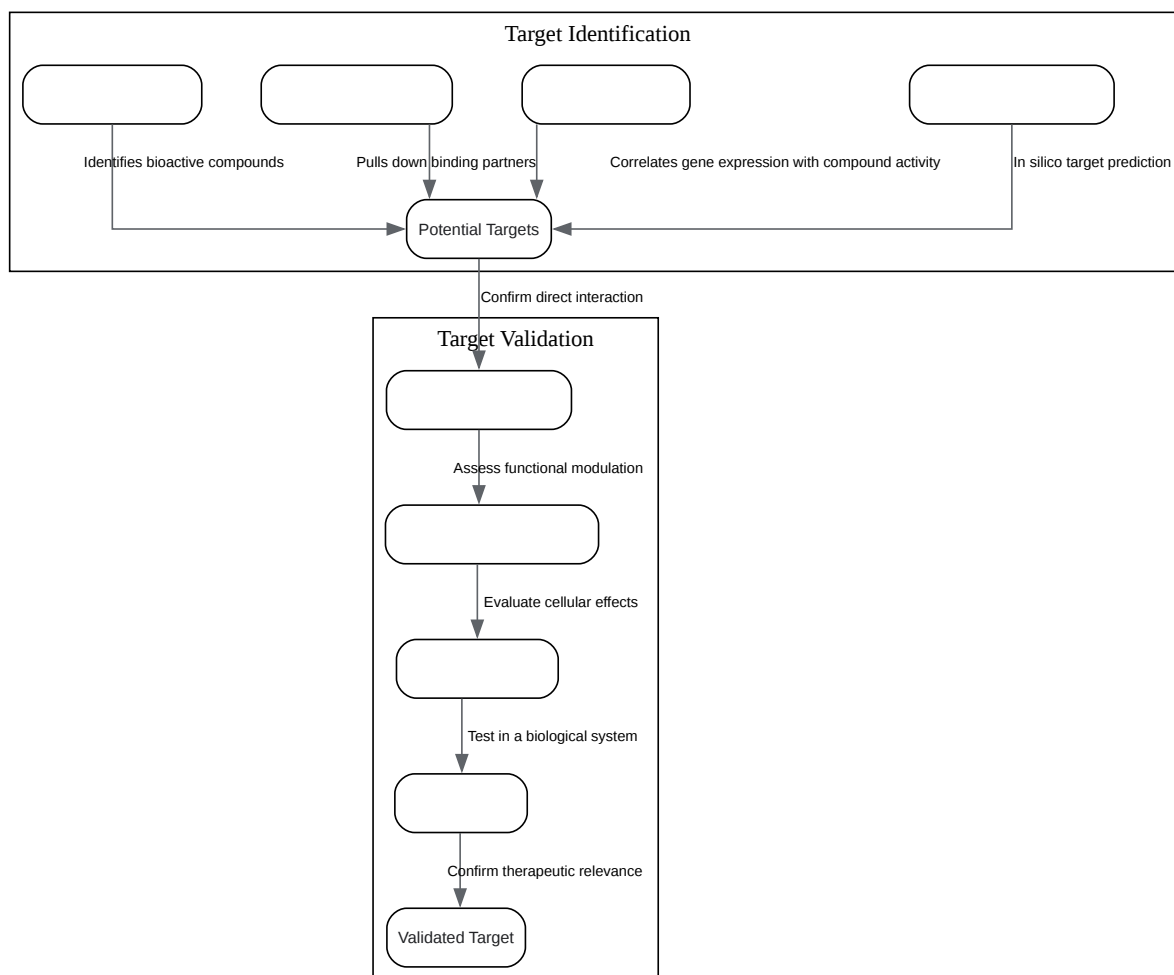 Target Identification
Identifies bioactive compounds
Pulls down binding partners
Correlates gene expression with compound activity
In silico target prediction
Potential Targets
Confirm direct interaction
Target Validation
Assess functional modulation
Evaluate cellular effects
Test in a biological system
Confirm therapeutic relevance
Validated Target